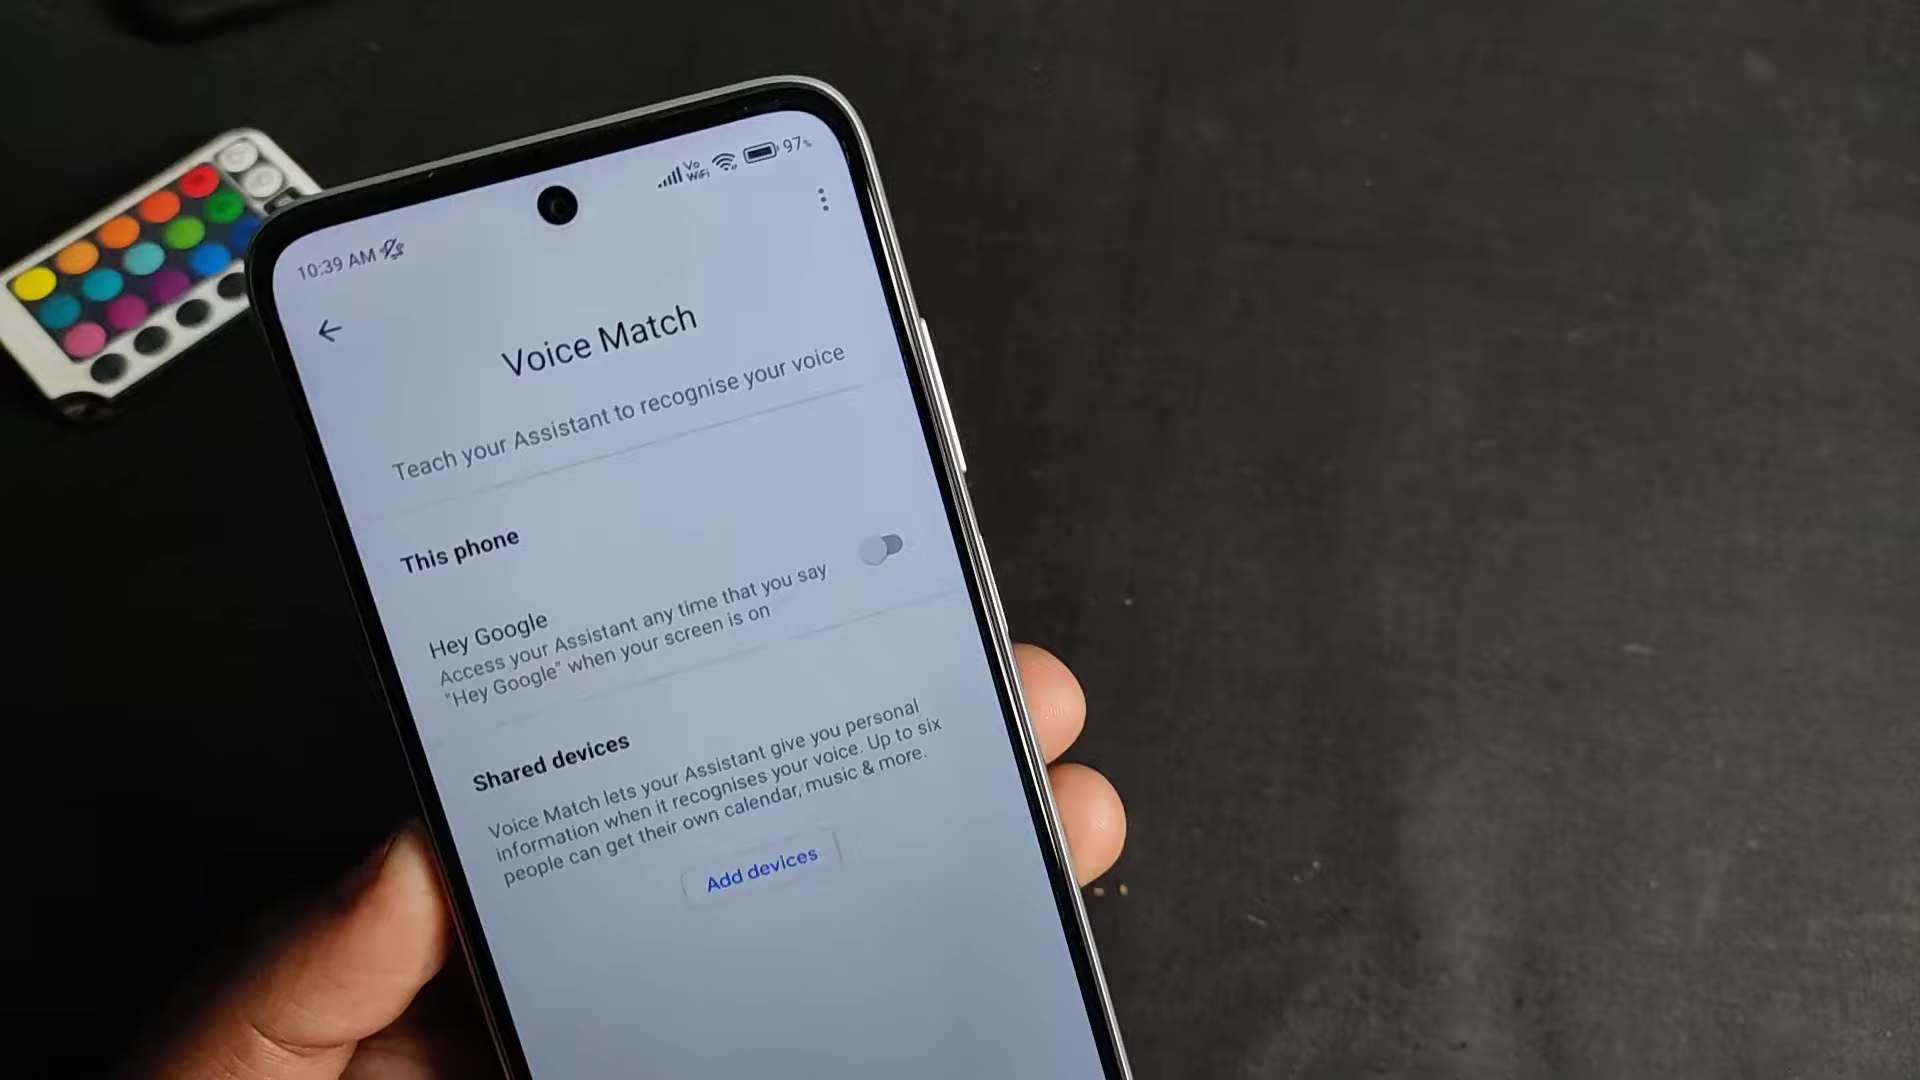 10:39 AM
Vo
WiFi
97%
Voice Match
Teach your Assistant to recognise your voice
This phone
Hey Google
Access your Assistant any time that you say
"Hey Google" when your screen is on
Shared devices
Voice Match lets your Assistant give you personal
information when it recognises your voice. Up to six
people can get their own calendar, music & more.
Add devices